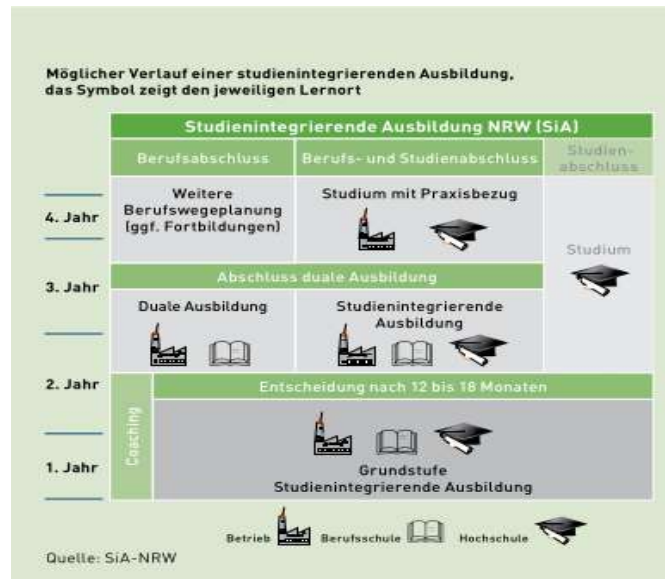 Möglicher Verlauf einer studienintegrierenden Ausbildung,
das Symbol zeigt den jeweiligen Lernort
Studienintegrierende Ausbildung NRW (SiA)
Berufsabschluss
Berufs- und Studienabschluss
Studien-
abschluss
4. Jahr
Weitere
Berufswegeplanung
(ggf. Fortbildungen)
Studium mit Praxisbezug
Studium
3. Jahr
Abschluss duale Ausbildung
Duale Ausbildung
Studienintegrierende
Ausbildung
2. Jahr
Entscheidung nach 12 bis 18 Monaten
Coaching
1. Jahr
Grundstufe
Studienintegrierende Ausbildung
Betrieb Berufsschule Hochschule
Quelle: SiA-NRW